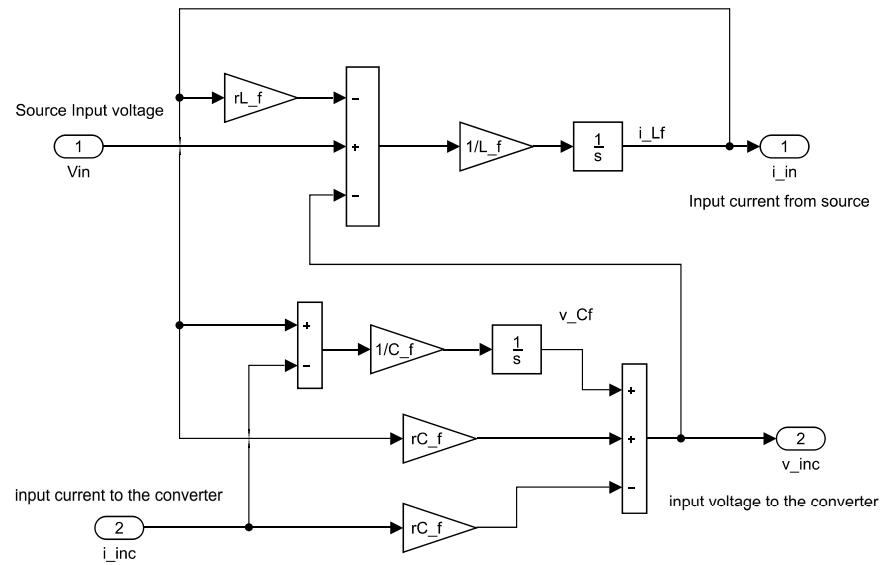 rL_f
−
Source Input voltage
1
Vin
+
1/L_f
1
s
i_Lf
1
i_in
−
Input current from source
v_Cf
+
−
1/C_f
1
s
+
rC_f
+
2
v_inc
−
input current to the converter
input voltage to the converter
2
i_inc
rC_f